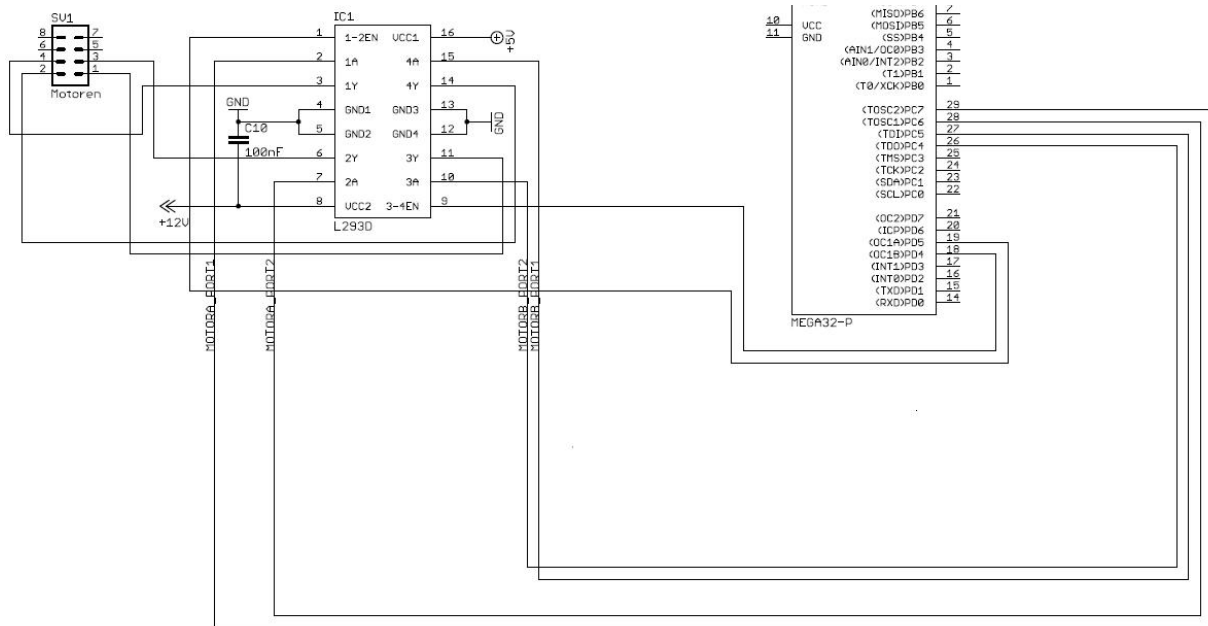 SV1
8 7
6 5
4 3
2 1
Motoren
IC1
1 1-2EN VCC1 16
+5V
2 1A 4A 15
3 1Y 4Y 14
4 GND1 GND3 13
5 GND2 GND4 12
6 2Y 3Y 11
7 2A 3A 10
8 VCC2 3-4EN 9
L293D
GND
C10
100nF
GND
+12V
MOTORA_PORT1
MOTORA_PORT2
MOTORB_PORT2
MOTORB_PORT1
10 VCC
11 GND
(MISO)PB6 7
(MOSI)PB5 6
(SS)PB4 5
(AIN1/OC0)PB3 4
(AIN0/INT2)PB2 3
(T1)PB1 2
(T0/XCK)PB0 1
(TOSC2)PC7 29
(TOSC1)PC6 28
(TDI)PC5 27
(TDO)PC4 26
(TMS)PC3 25
(TCK)PC2 24
(SDA)PC1 23
(SCL)PC0 22
(OC2)PD7 21
(ICP)PD6 20
(OC1A)PD5 19
(OC1B)PD4 18
(INT1)PD3 17
(INT0)PD2 16
(TXD)PD1 15
(RXD)PD0 14
MEGA32-P